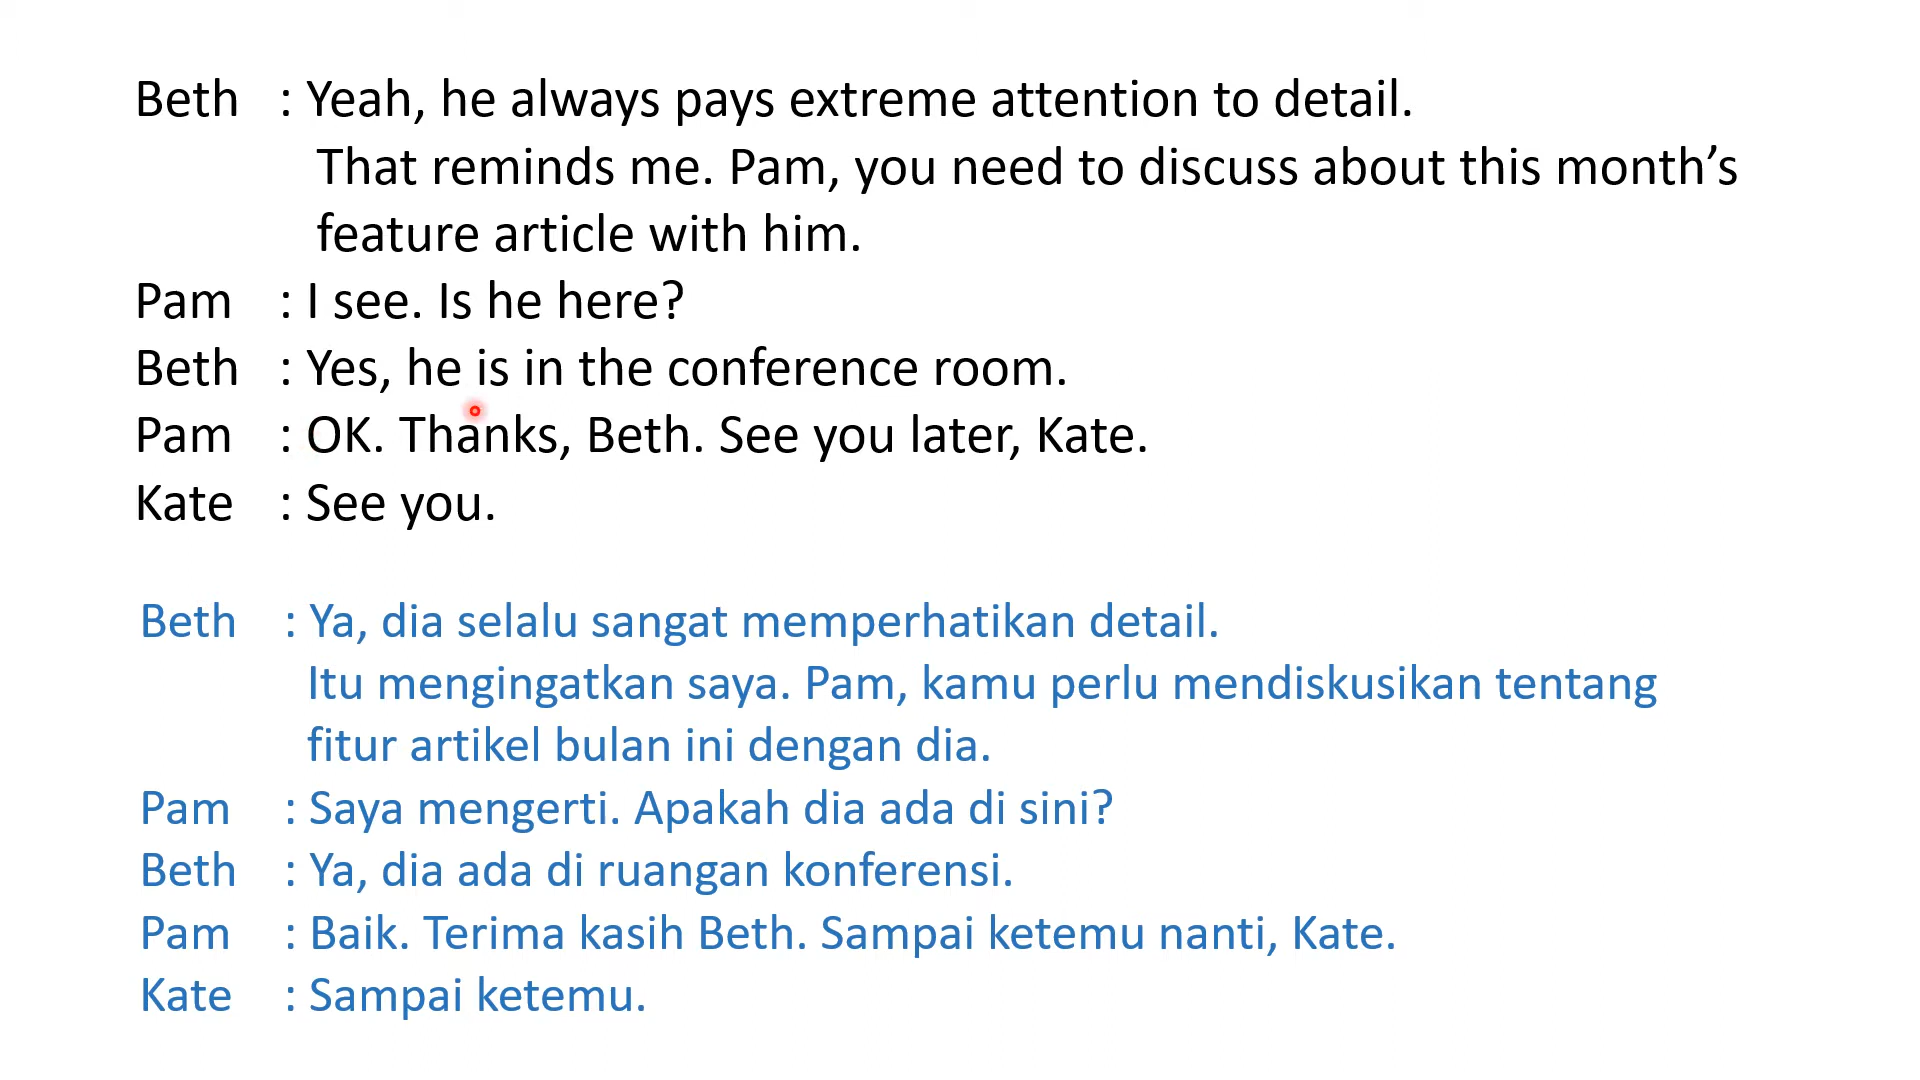 Beth : Yeah, he always pays extreme attention to detail.
That reminds me. Pam, you need to discuss about this month’s
feature article with him.
Pam : I see. Is he here?
Beth : Yes, he is in the conference room.
Pam : OK. Thanks, Beth. See you later, Kate.
Kate : See you.
Beth : Ya, dia selalu sangat memperhatikan detail.
Itu mengingatkan saya. Pam, kamu perlu mendiskusikan tentang
fitur artikel bulan ini dengan dia.
Pam : Saya mengerti. Apakah dia ada di sini?
Beth : Ya, dia ada di ruangan konferensi.
Pam : Baik. Terima kasih Beth. Sampai ketemu nanti, Kate.
Kate : Sampai ketemu.